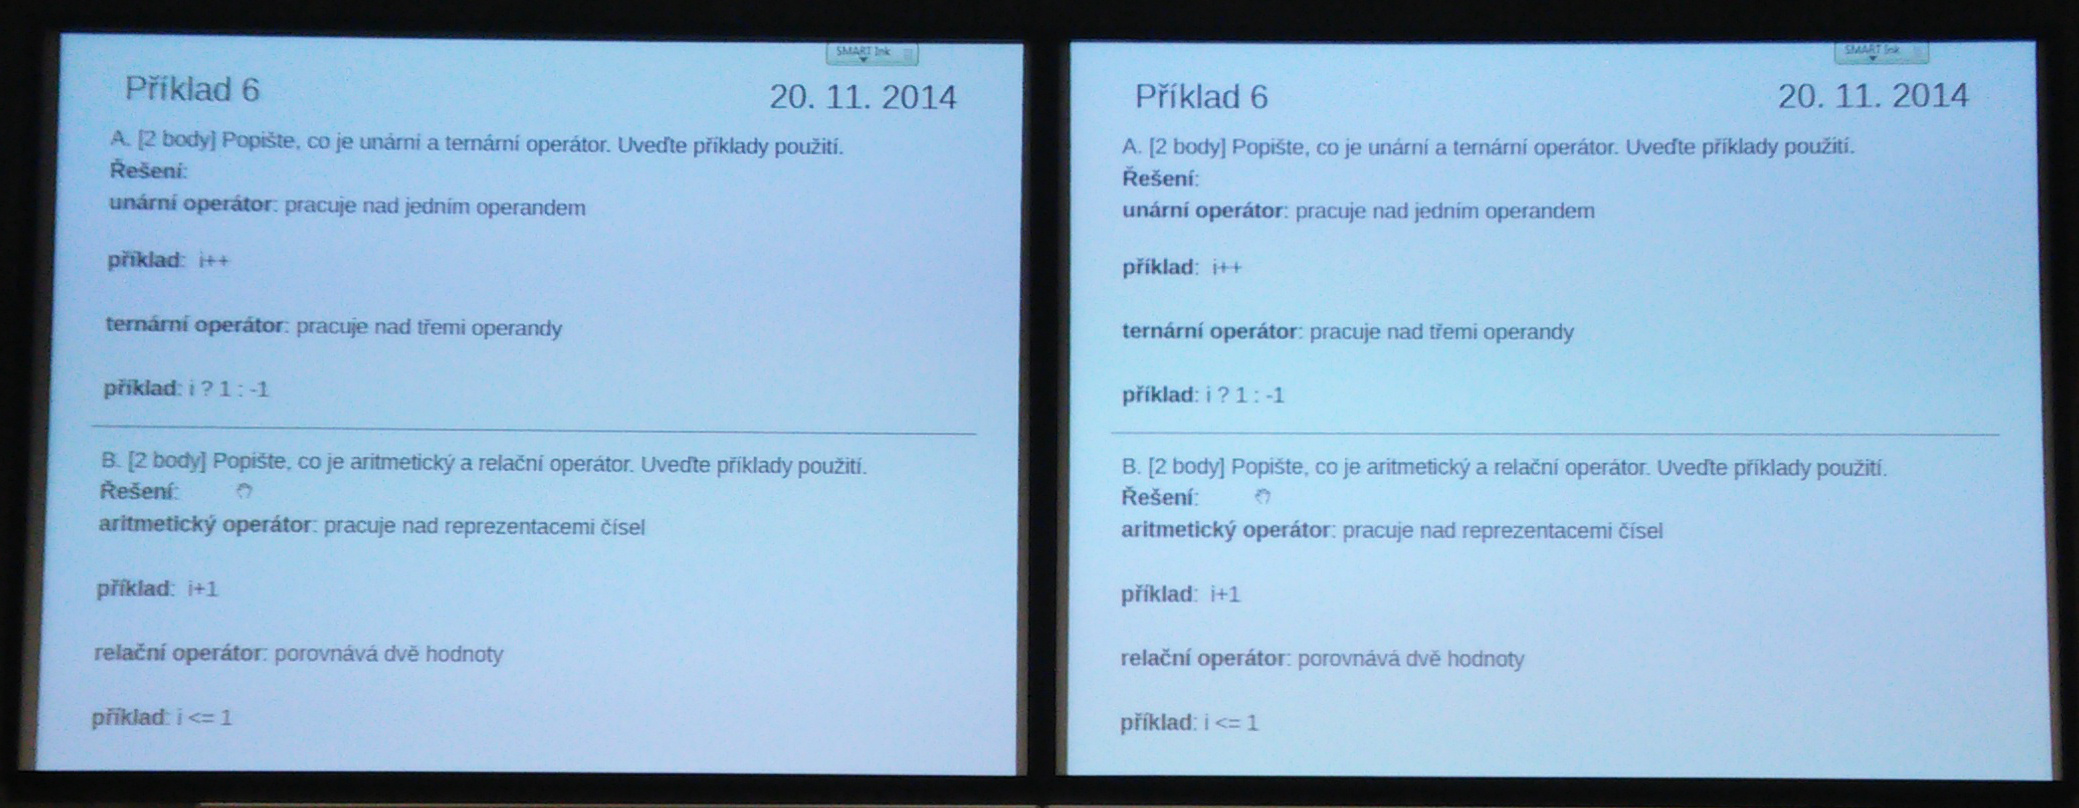 SMART Ink
Příklad 6
20. 11. 2014
A. [2 body] Popište, co je unární a ternární operátor. Uveďte příklady použití.
Řešení:
unární operátor: pracuje nad jedním operandem
příklad: i++
ternární operátor: pracuje nad třemi operandy
příklad: i ? 1 : -1
B. [2 body] Popište, co je aritmetický a relační operátor. Uveďte příklady použití.
Řešení:
aritmetický operátor: pracuje nad reprezentacemi čísel
příklad: i+1
relační operátor: porovnává dvě hodnoty
příklad: i <= 1
SMART Ink
Příklad 6
20. 11. 2014
A. [2 body] Popište, co je unární a ternární operátor. Uveďte příklady použití.
Řešení:
unární operátor: pracuje nad jedním operandem
příklad: i++
ternární operátor: pracuje nad třemi operandy
příklad: i ? 1 : -1
B. [2 body] Popište, co je aritmetický a relační operátor. Uveďte příklady použití.
Řešení:
aritmetický operátor: pracuje nad reprezentacemi čísel
příklad: i+1
relační operátor: porovnává dvě hodnoty
příklad: i <= 1